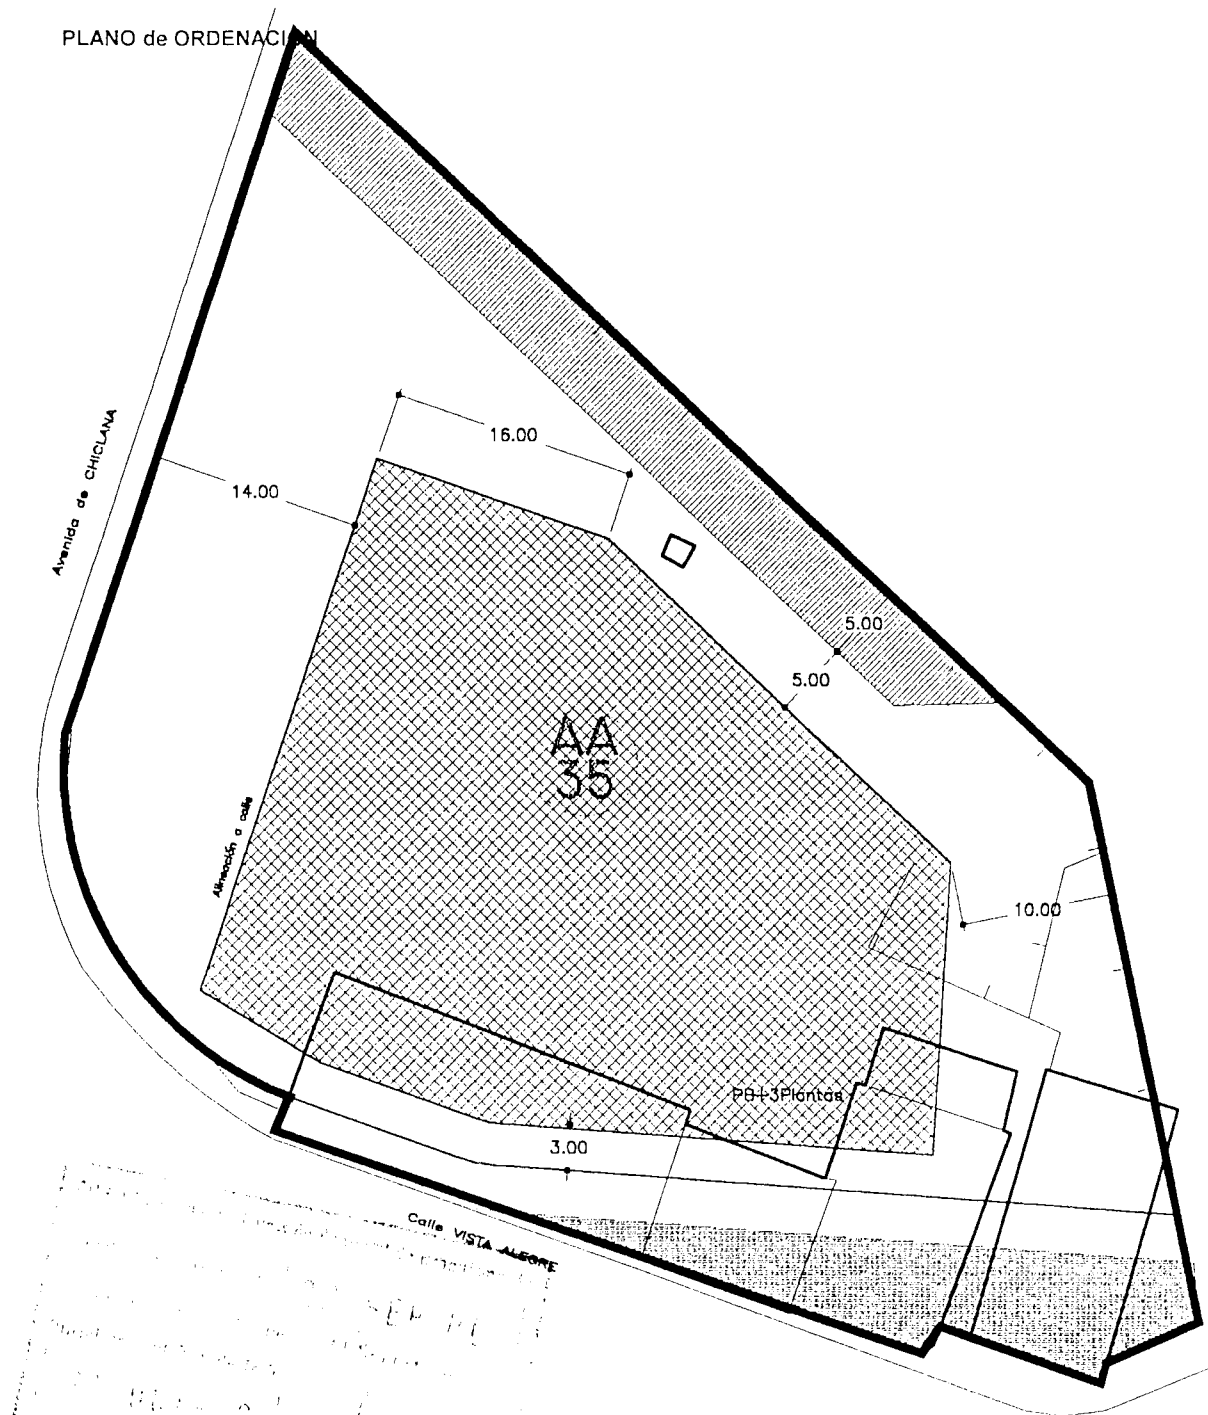 PLANO de ORDENACIÓN
16.00
14.00
Avenida de CHICLANA
5.00
5.00
AA
35
Alineación a calle
10.00
PB+3Plantas
3.00
Calle VISTA ALEGRE